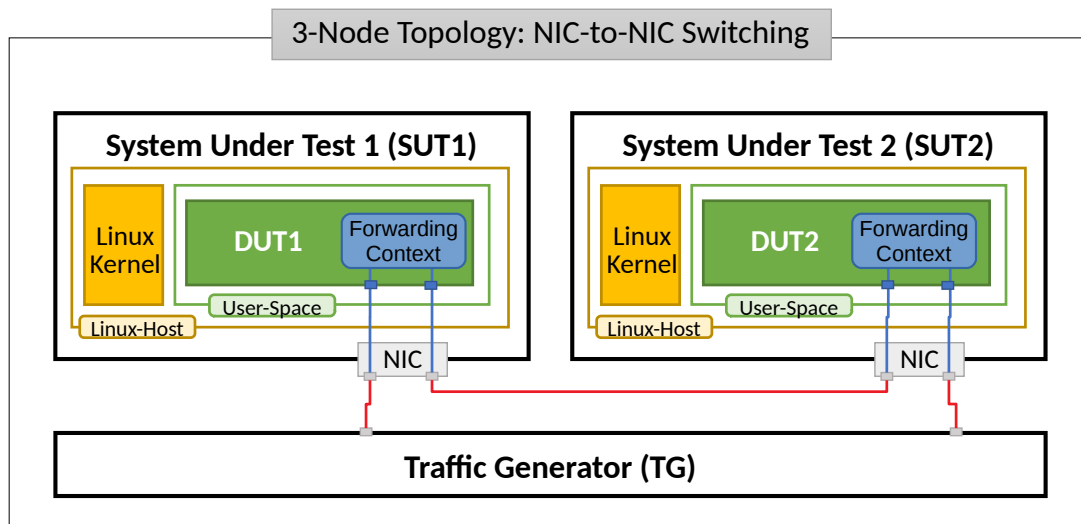 3-Node Topology: NIC-to-NIC Switching
System Under Test 1 (SUT1)
Linux
Kernel
DUT1
Forwarding
Context
User-Space
Linux-Host
NIC
System Under Test 2 (SUT2)
Linux
Kernel
DUT2
Forwarding
Context
User-Space
Linux-Host
NIC
Traffic Generator (TG)